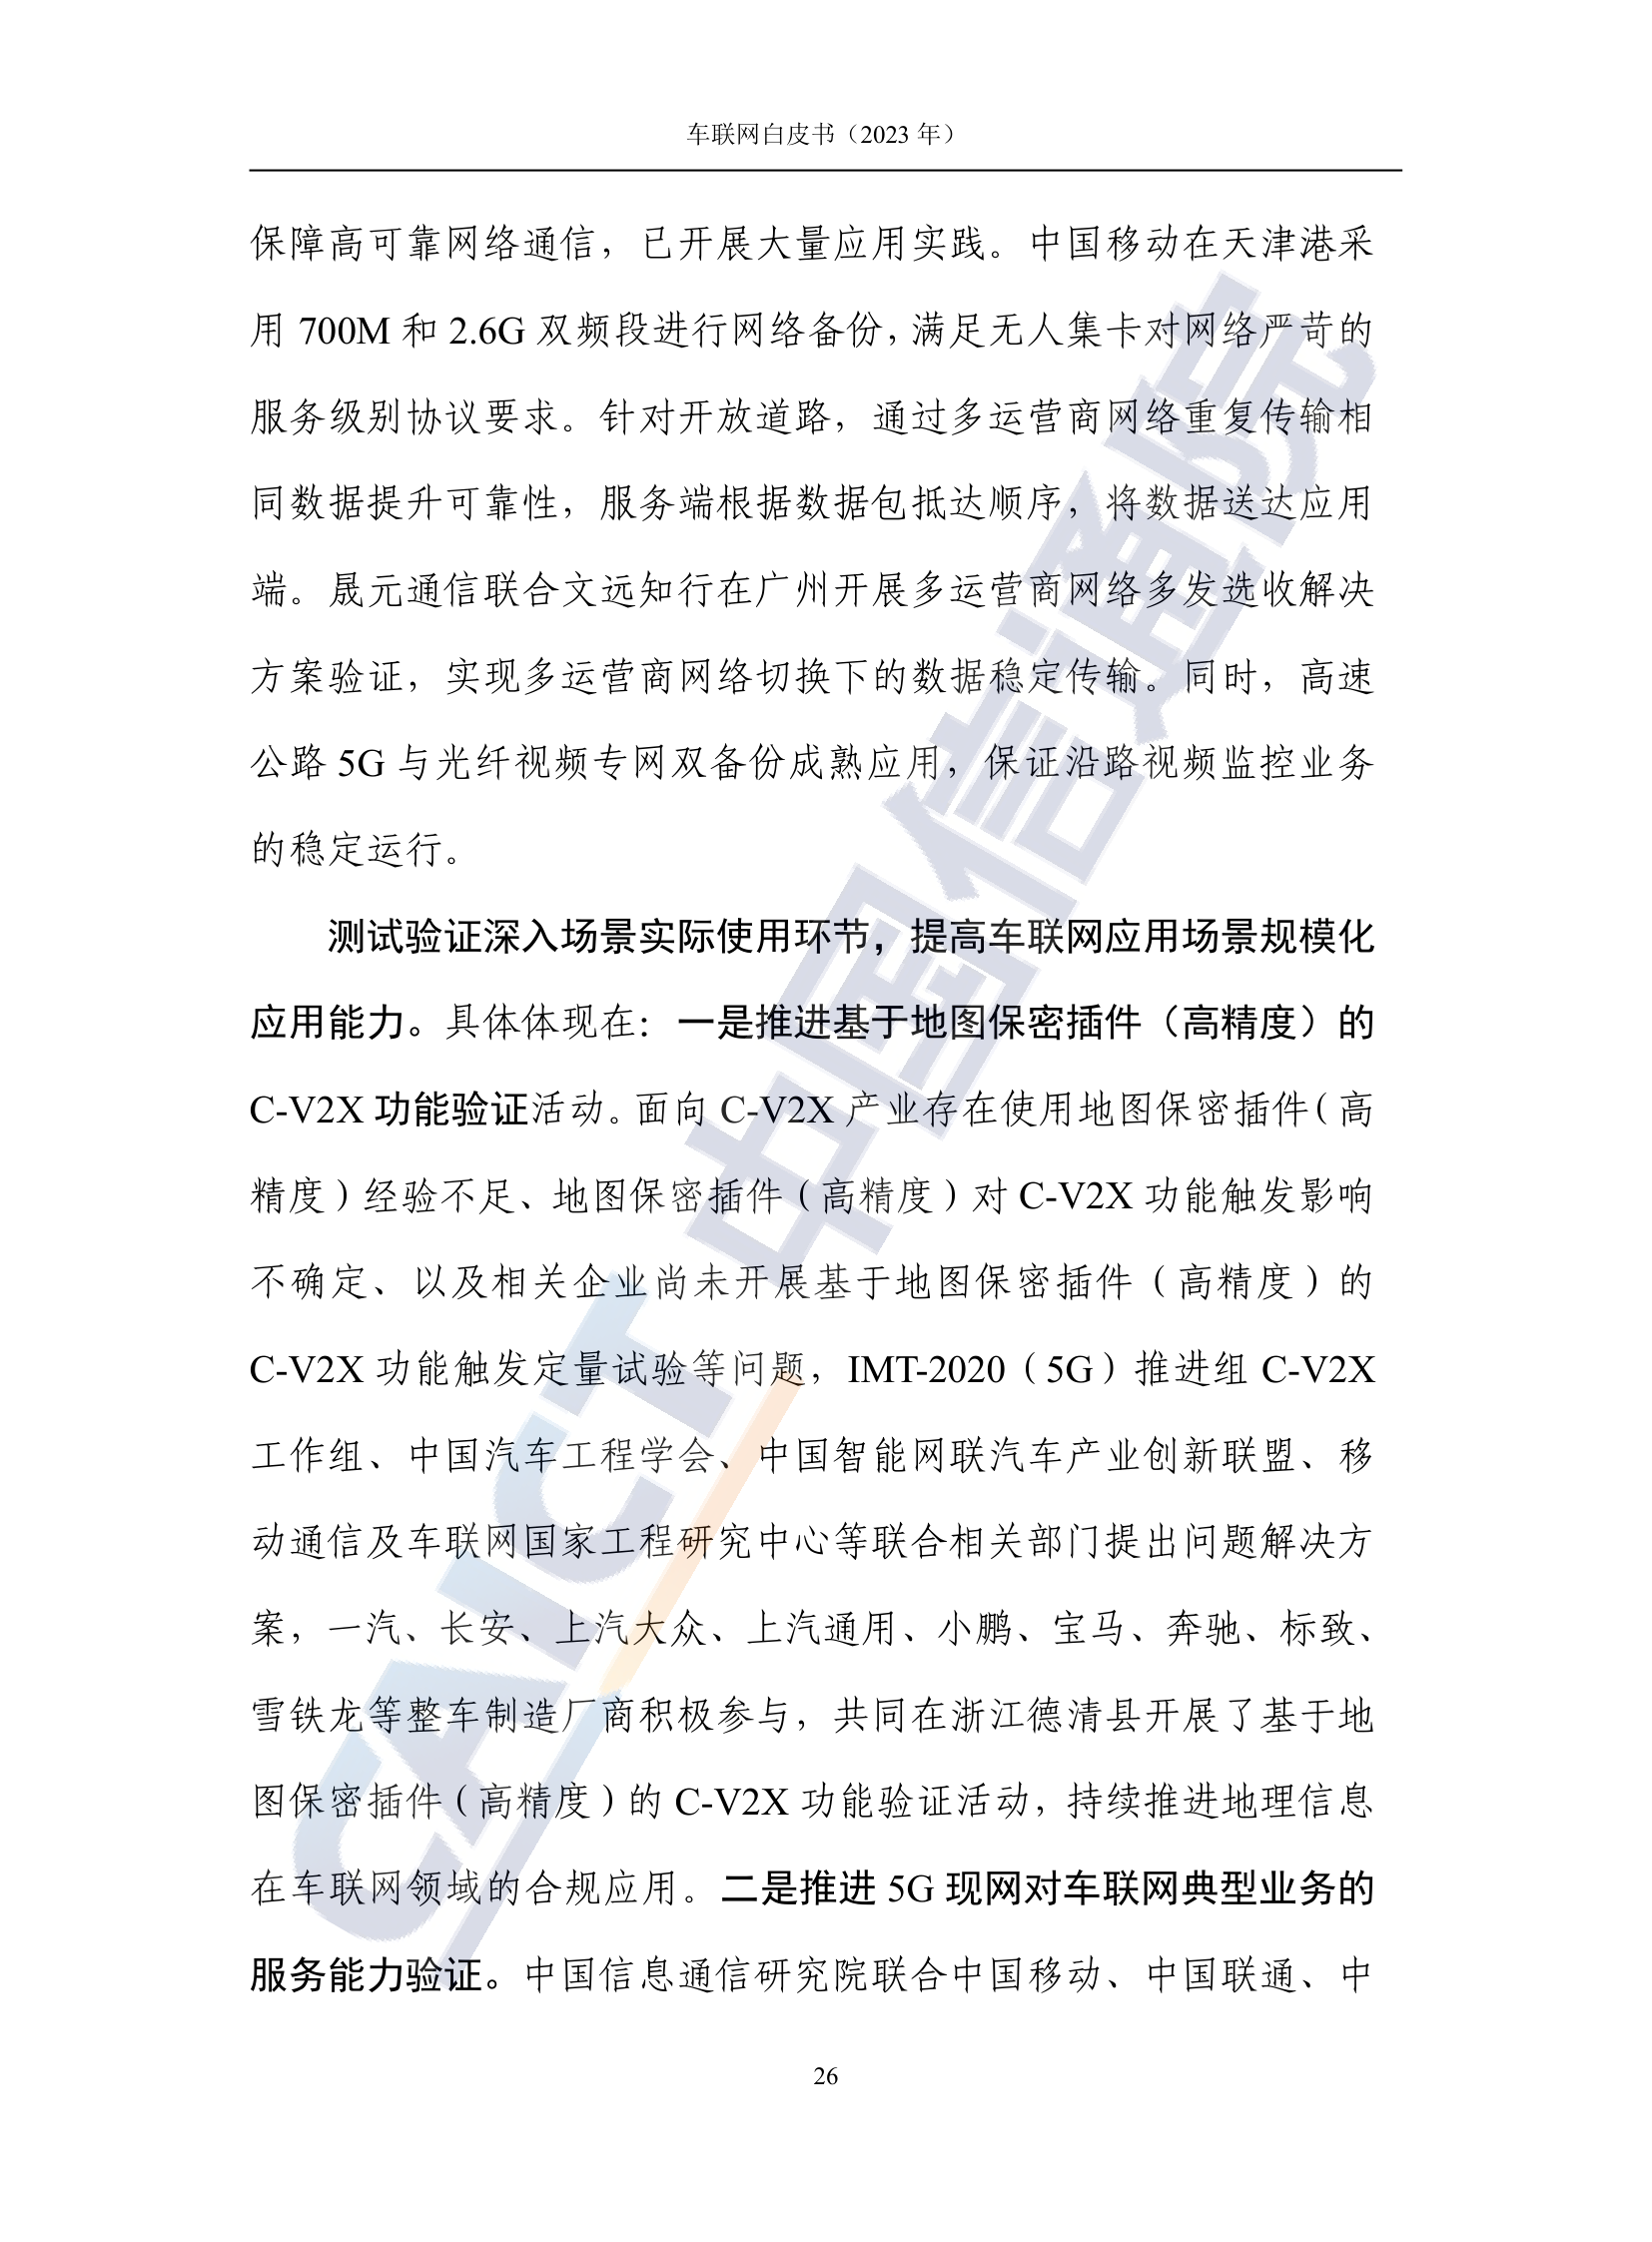 车联网白皮书（2023 年）
保障高可靠网络通信，已开展大量应用实践。中国移动在天津港采
用 700M 和 2.6G 双频段进行网络备份，满足无人集卡对网络严苛的
服务级别协议要求。针对开放道路，通过多运营商网络重复传输相
同数据提升可靠性，服务端根据数据包抵达顺序，将数据送达应用
端。晟元通信联合文远知行在广州开展多运营商网络多发选收解决
方案验证，实现多运营商网络切换下的数据稳定传输。同时，高速
公路 5G 与光纤视频专网双备份成熟应用，保证沿路视频监控业务
的稳定运行。
测试验证深入场景实际使用环节，提高车联网应用场景规模化
应用能力。具体体现在：一是推进基于地图保密插件（高精度）的
C-V2X 功能验证活动。面向 C-V2X 产业存在使用地图保密插件（高
精度）经验不足、地图保密插件（高精度）对 C-V2X 功能触发影响
不确定、以及相关企业尚未开展基于地图保密插件（高精度）的
C-V2X 功能触发定量试验等问题，IMT-2020（5G）推进组 C-V2X
工作组、中国汽车工程学会、中国智能网联汽车产业创新联盟、移
动通信及车联网国家工程研究中心等联合相关部门提出问题解决方
案，一汽、长安、上汽大众、上汽通用、小鹏、宝马、奔驰、标致、
雪铁龙等整车制造厂商积极参与，共同在浙江德清县开展了基于地
图保密插件（高精度）的 C-V2X 功能验证活动，持续推进地理信息
在车联网领域的合规应用。二是推进 5G 现网对车联网典型业务的
服务能力验证。中国信息通信研究院联合中国移动、中国联通、中
26
CAICT 中国信通院